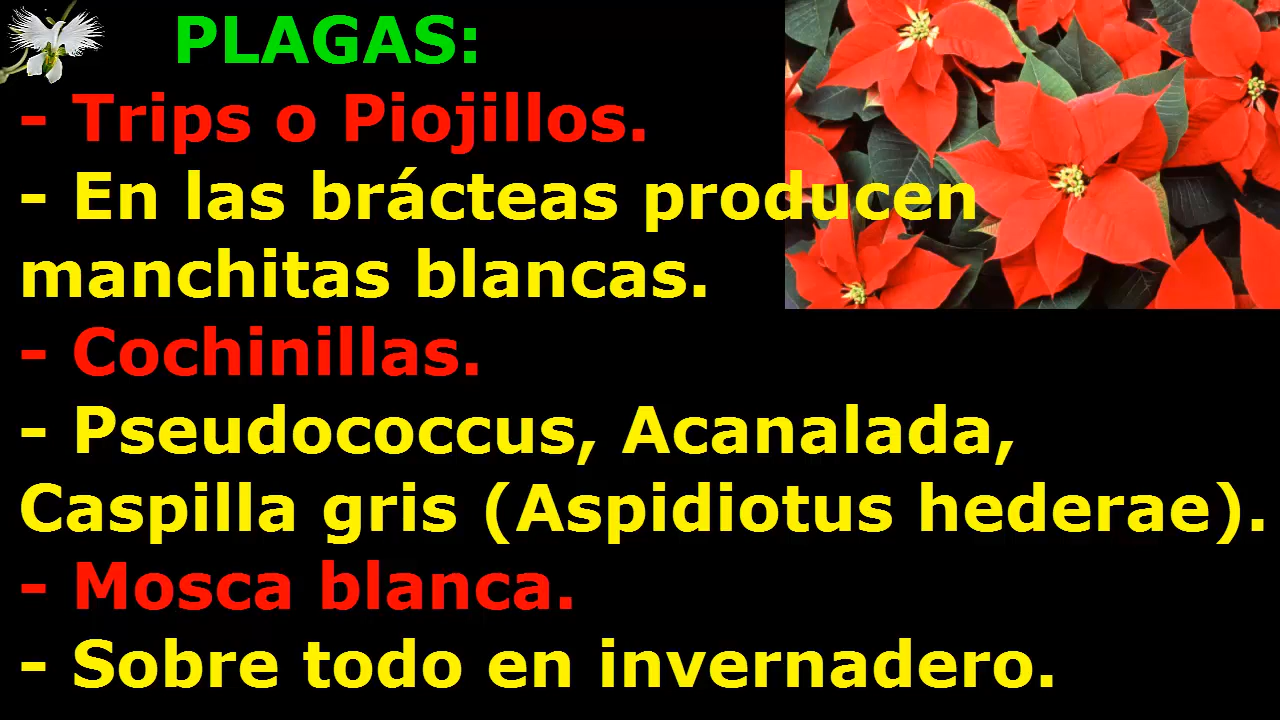 PLAGAS:
- Trips o Piojillos.
- En las brácteas producen
manchitas blancas.
- Cochinillas.
- Pseudococcus, Acanalada,
Caspilla gris (Aspidiotus hederae).
- Mosca blanca.
- Sobre todo en invernadero.